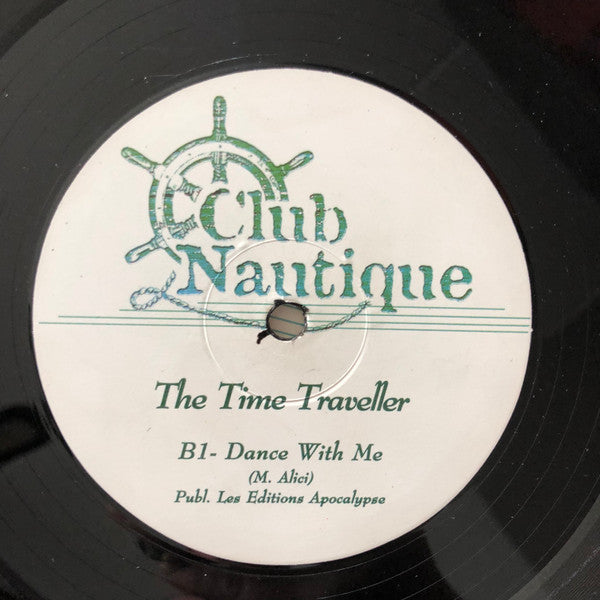 Club
Nautique
The Time Traveller
B1- Dance With Me
(M. Alici)
Publ. Les Editions Apocalypse